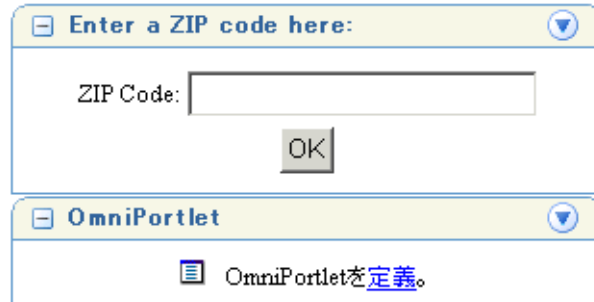 Enter a ZIP code here:
ZIP Code:
OK
OmniPortlet
OmniPortletを定義。